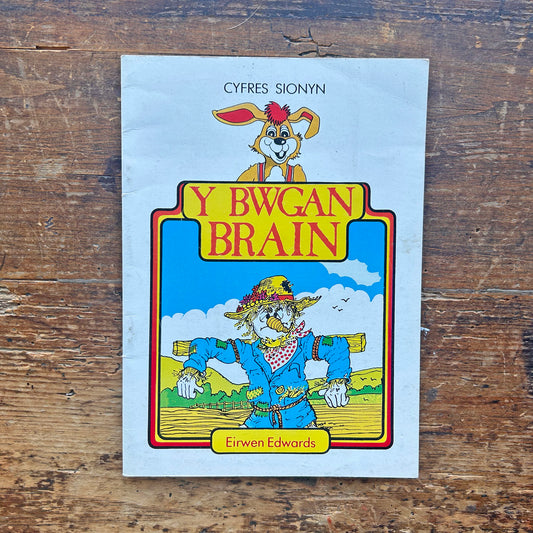 CYFRES SIONYN
Y BWGAN
BRAIN
Eirwen Edwards